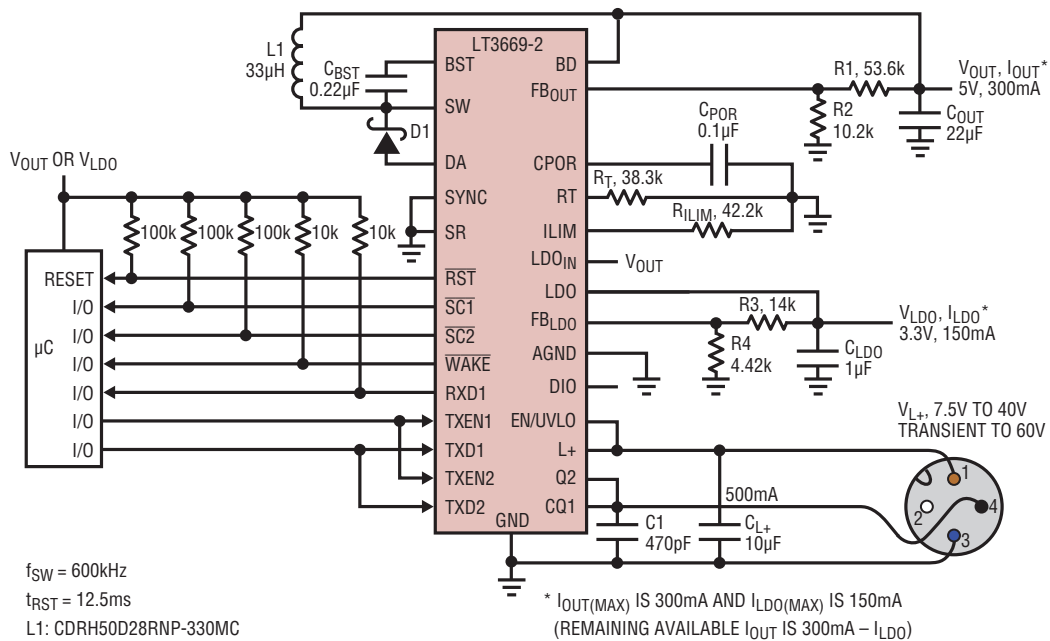 LT3669-2
L1
33µH
CBST
0.22µF
D1
BST
SW
DA
SYNC
SR
RST
SC1
SC2
WAKE
RXD1
TXEN1
TXD1
TXEN2
TXD2
GND
BD
FBOUT
CPOR
RT
ILIM
LDOIN
LDO
FBLDO
AGND
DIO
EN/UVLO
L+
Q2
CQ1
R1, 53.6k
R2
10.2k
VOUT, IOUT*
5V, 300mA
COUT
22µF
CPOR
0.1µF
RT, 38.3k
RILIM, 42.2k
VOUT
R3, 14k
R4
4.42k
VLDO, ILDO*
3.3V, 150mA
CLDO
1µF
VOUT OR VLDO
100k
100k
100k
10k
10k
µC
RESET
I/O
I/O
I/O
I/O
I/O
I/O
VL+, 7.5V TO 40V
TRANSIENT TO 60V
500mA
C1
470pF
CL+
10µF
1
2
4
3
fSW = 600kHz
tRST = 12.5ms
L1: CDRH50D28RNP-330MC
* IOUT(MAX) IS 300mA AND ILDO(MAX) IS 150mA
(REMAINING AVAILABLE IOUT IS 300mA – ILDO)